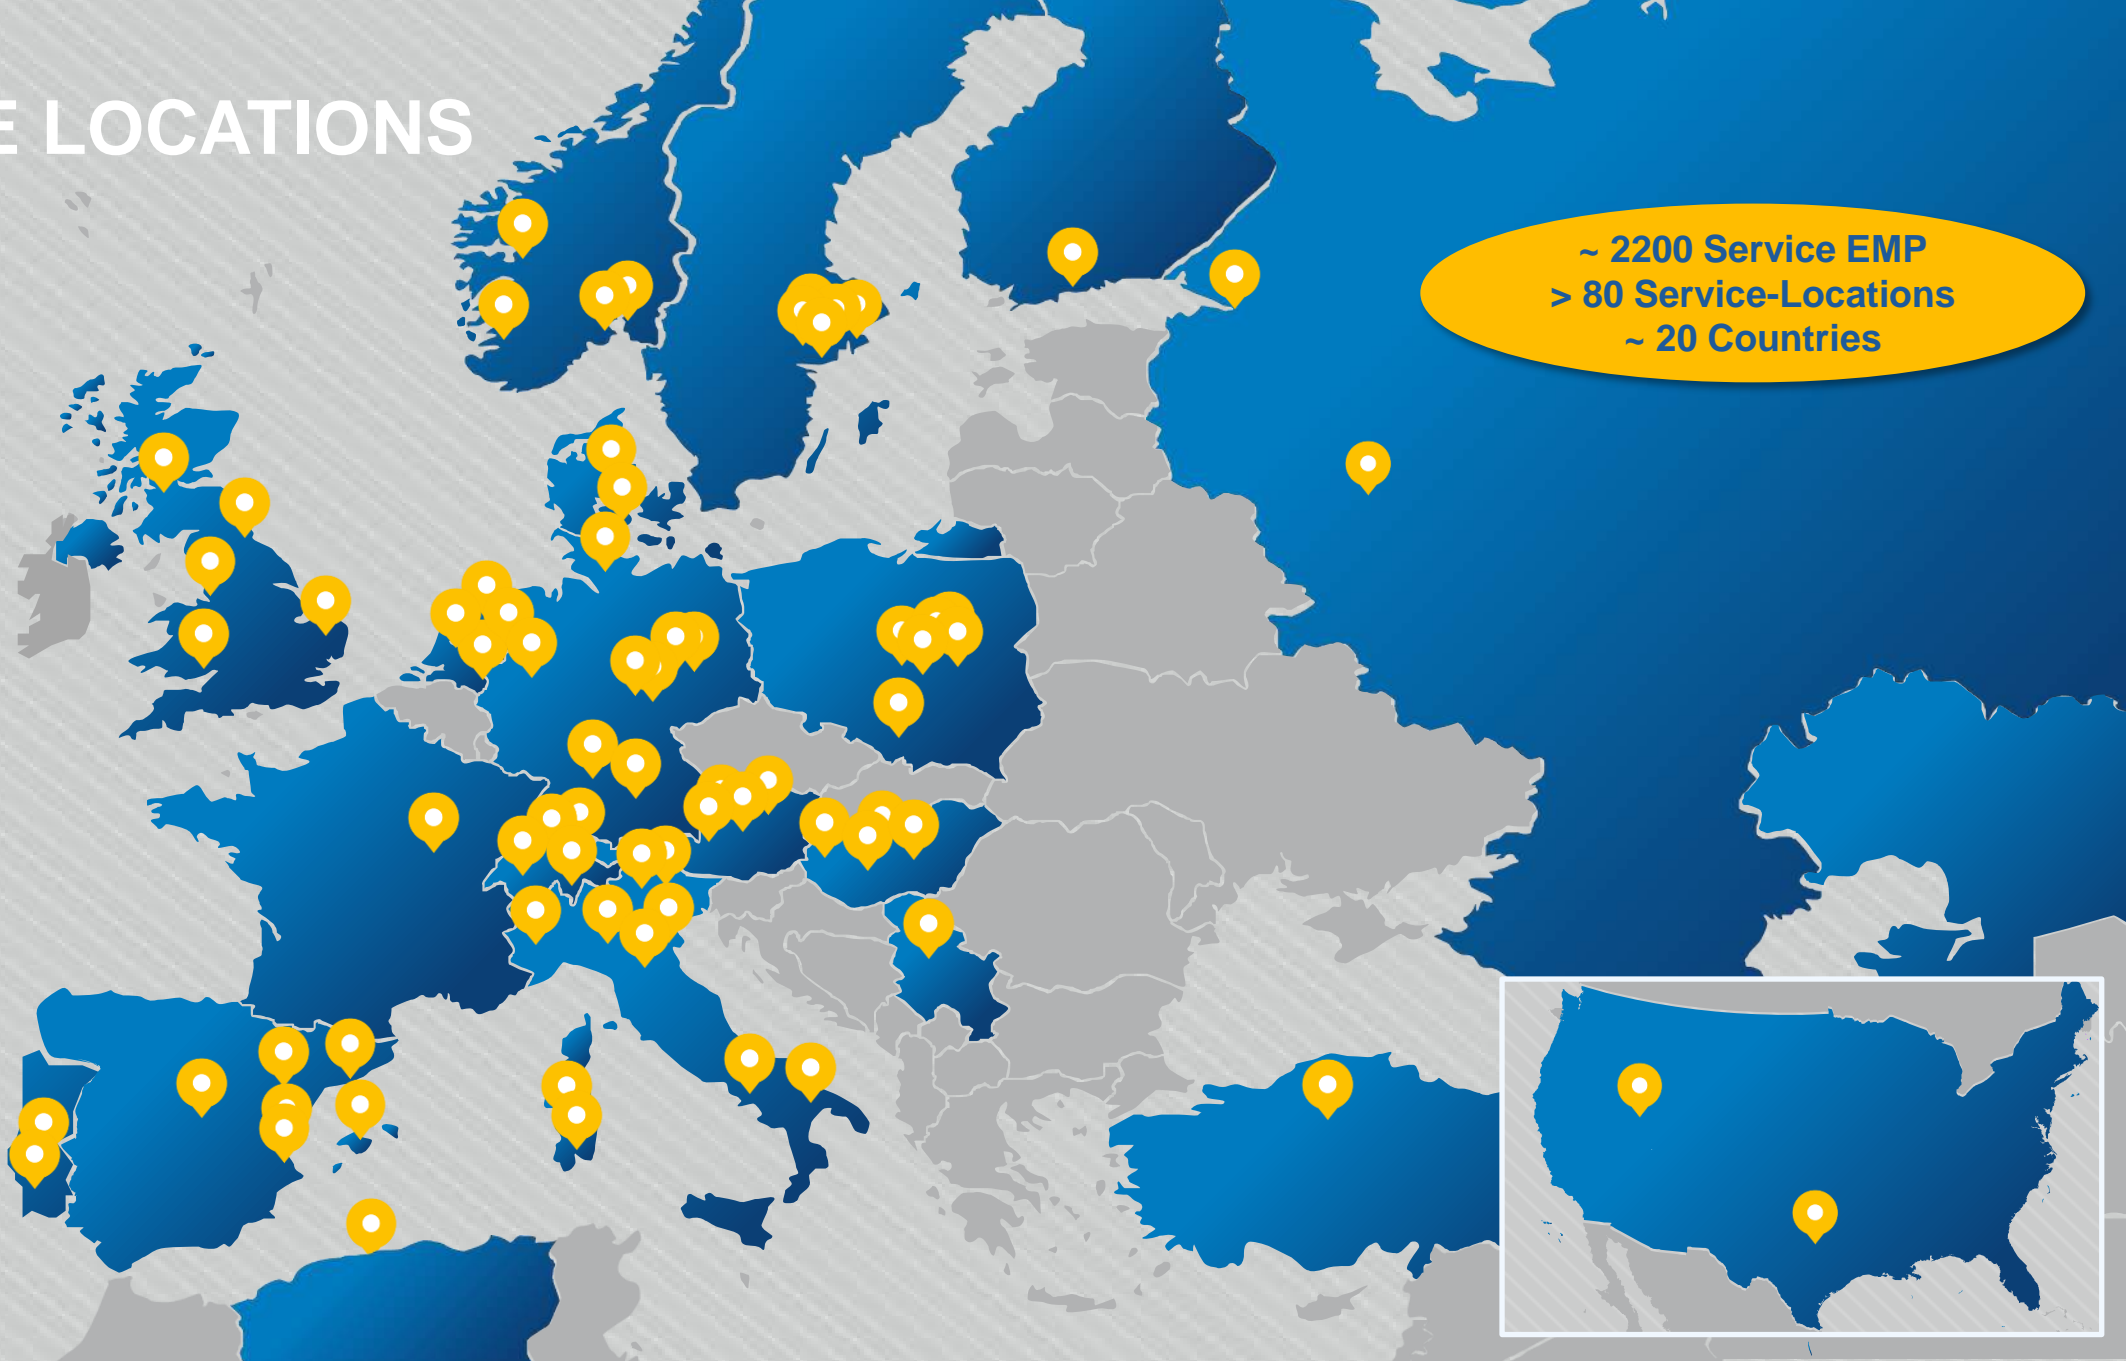 E LOCATIONS
~ 2200 Service EMP
> 80 Service-Locations
~ 20 Countries